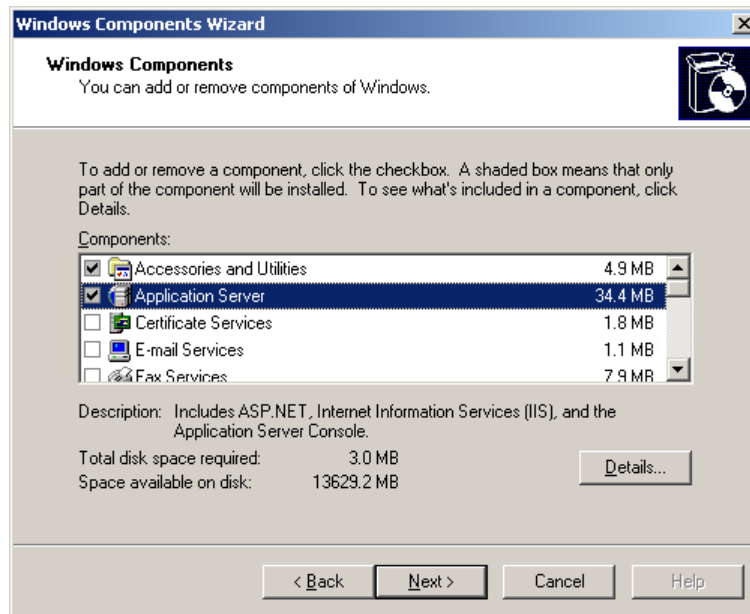 Windows Components Wizard
Windows Components
You can add or remove components of Windows.
To add or remove a component, click the checkbox. A shaded box means that only
part of the component will be installed. To see what's included in a component, click
Details.
Components:
Accessories and Utilities 4.9 MB
Application Server 34.4 MB
Certificate Services 1.8 MB
E-mail Services 1.1 MB
Fax Services 7.9 MB
Description: Includes ASP.NET, Internet Information Services (IIS), and the
Application Server Console.
Total disk space required: 3.0 MB
Space available on disk: 13629.2 MB
Details...
< Back Next > Cancel Help